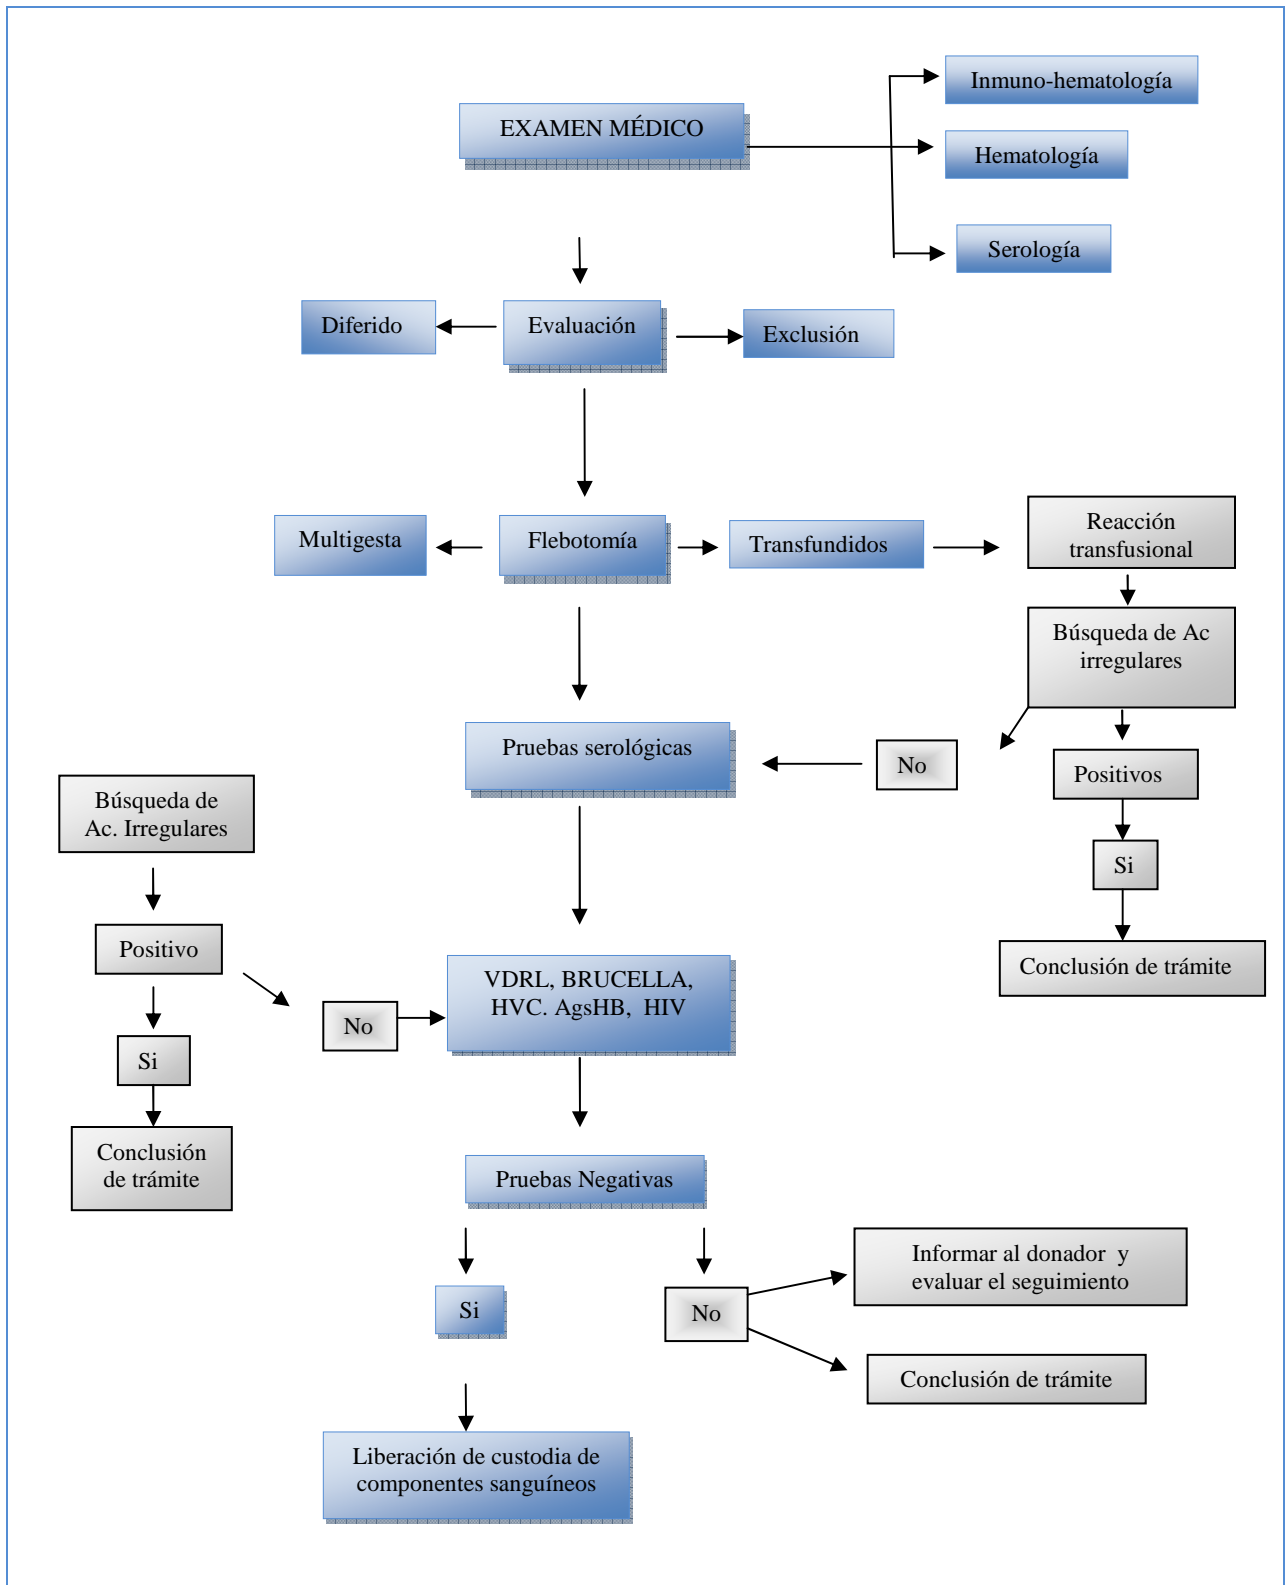 Inmuno-hematología
EXAMEN MÉDICO
Hematología
Serología
Diferido
Evaluación
Exclusión
Multigesta
Flebotomía
Transfundidos
Reacción
transfusional
Búsqueda de Ac
irregulares
Pruebas serológicas
No
Positivos
Búsqueda de
Ac. Irregulares
Si
Positivo
Conclusión de trámite
VDRL, BRUCELLA,
HVC. AgsHB, HIV
No
Si
Conclusión
de trámite
Pruebas Negativas
Informar al donador y
evaluar el seguimiento
Si
No
Conclusión de trámite
Liberación de custodia de
componentes sanguíneos